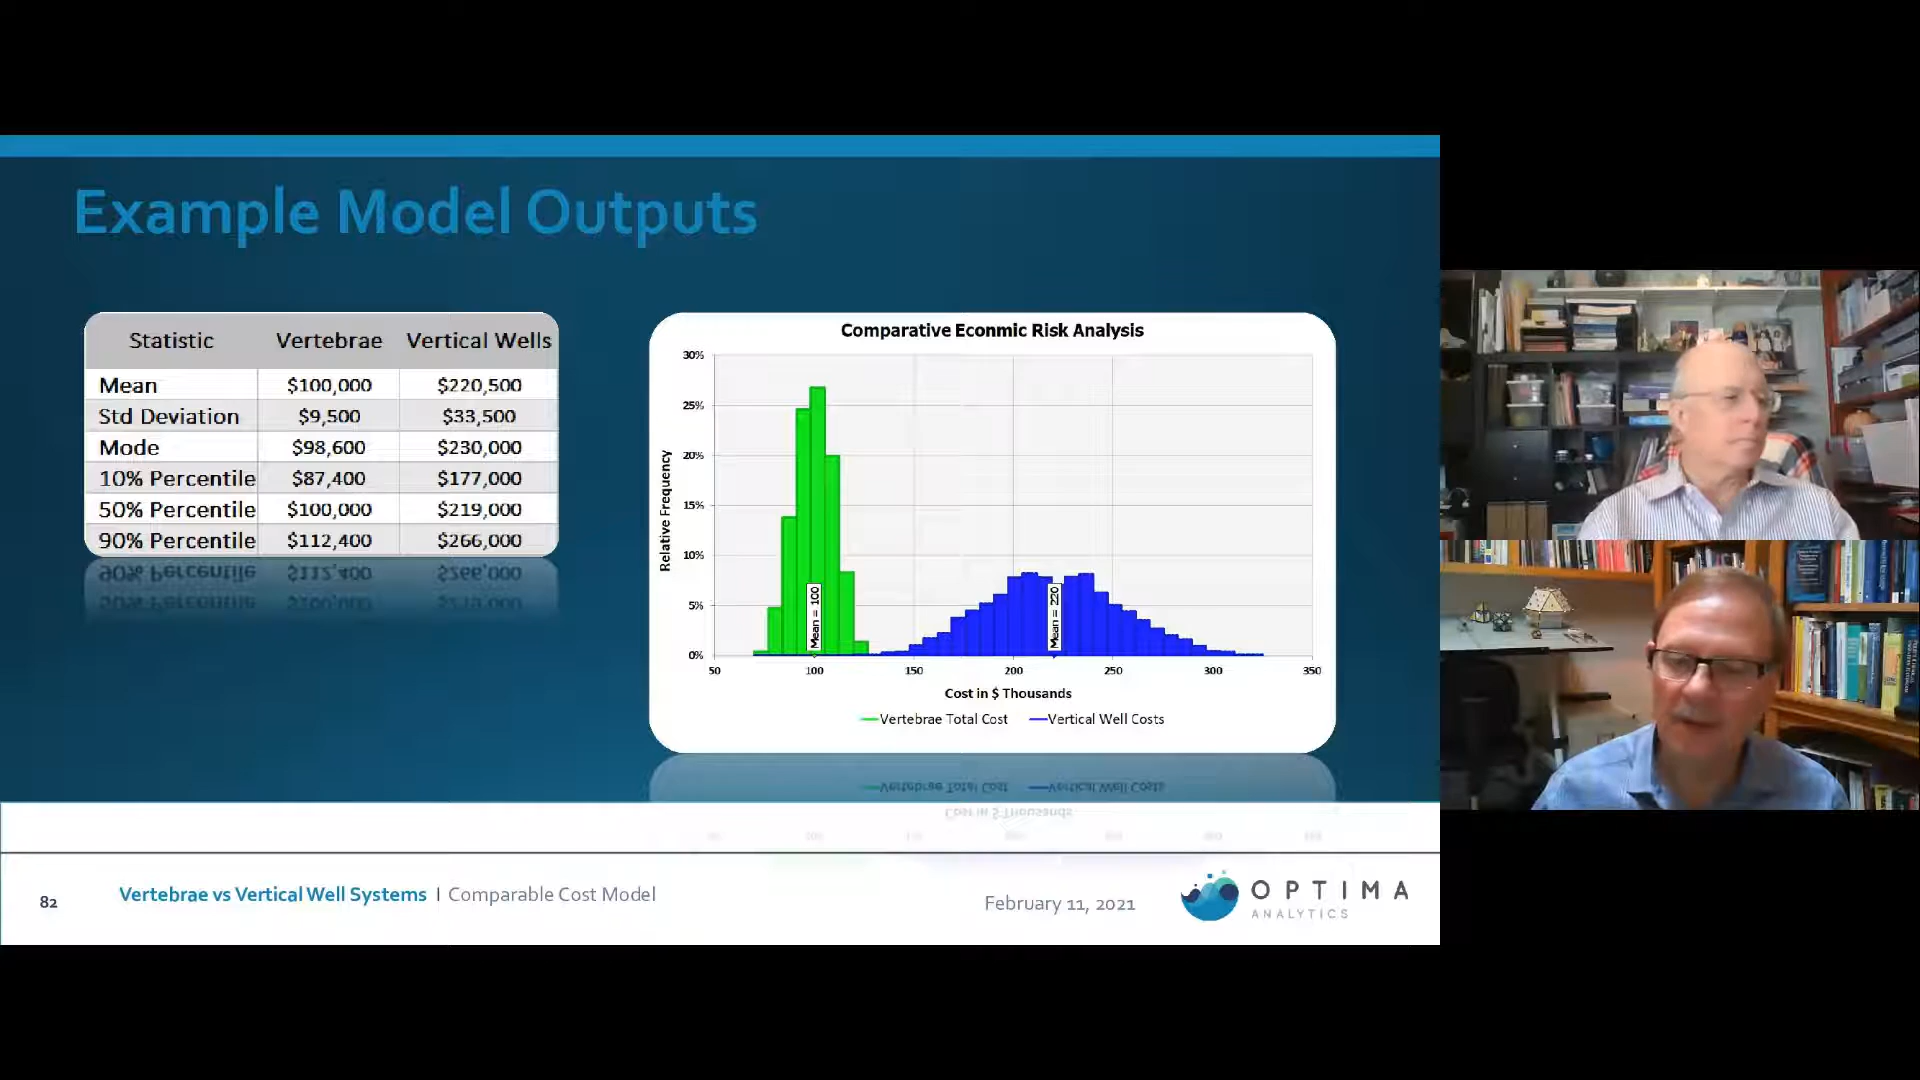 Example Model Outputs
Statistic Vertebrae Vertical Wells
Mean $100,000 $220,500
Std Deviation $9,500 $33,500
Mode $98,600 $230,000
10% Percentile $87,400 $177,000
50% Percentile $100,000 $219,000
90% Percentile $112,400 $266,000
Comparative Econmic Risk Analysis
Relative Frequency
30%
25%
20%
15%
10%
5%
0%
Mean = 100
Mean = 220
50 100 150 200 250 300 350
Cost in $ Thousands
Vertebrae Total Cost Vertical Well Costs
82
Vertebrae vs Vertical Well Systems | Comparable Cost Model
February 11, 2021
OPTIMA
ANALYTICS